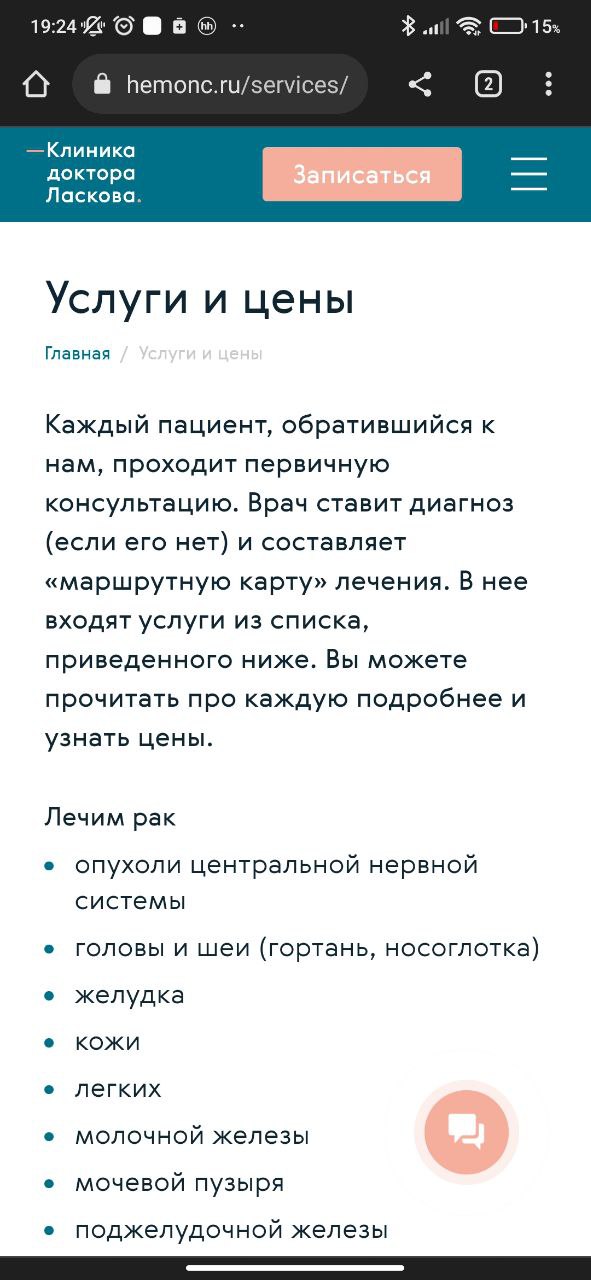 19:24 hh 15%
hemonc.ru/services/ 2
Клиника
доктора
Ласкова.
Записаться
Услуги и цены
Главная / Услуги и цены
Каждый пациент, обратившийся к
нам, проходит первичную
консультацию. Врач ставит диагноз
(если его нет) и составляет
«маршрутную карту» лечения. В нее
входят услуги из списка,
приведенного ниже. Вы можете
прочитать про каждую подробнее и
узнать цены.
Лечим рак
опухоли центральной нервной
системы
головы и шеи (гортань, носоглотка)
желудка
кожи
легких
молочной железы
мочевой пузыря
поджелудочной железы